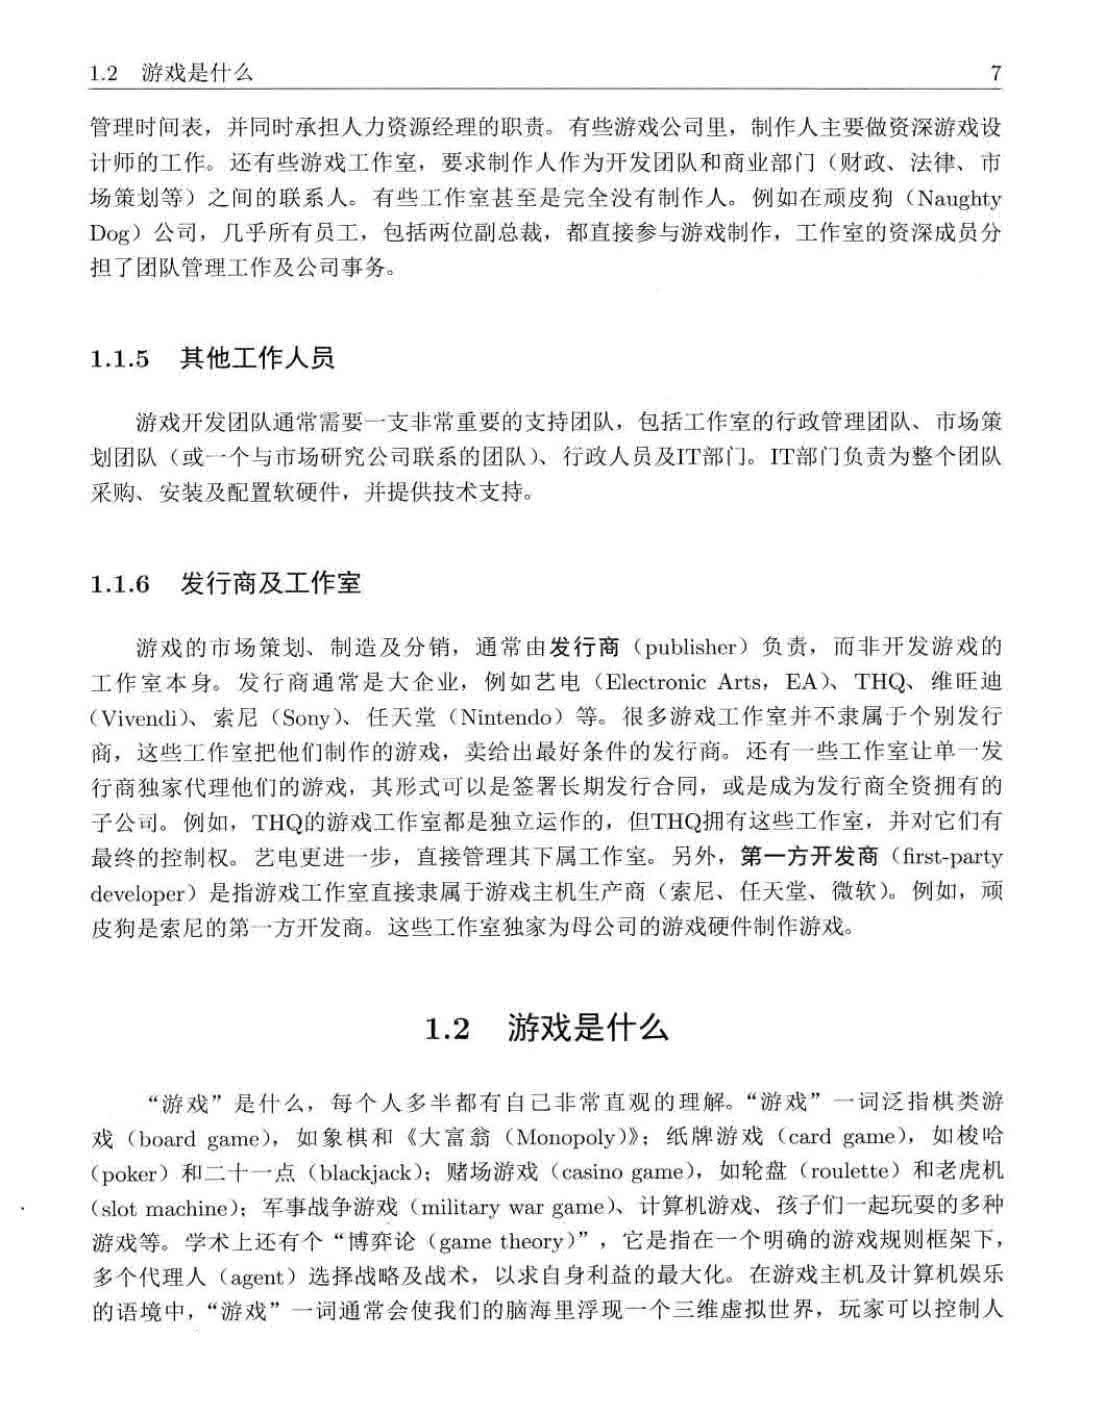 1.2 游戏是什么 7
管理时间表，并同时承担人力资源经理的职责。有些游戏公司里，制作人主要做资深游戏设
计师的工作。还有些游戏工作室，要求制作人作为开发团队和商业部门（财政、法律、市
场策划等）之间的联系人。有些工作室甚至是完全没有制作人。例如在顽皮狗（Naughty
Dog）公司，几乎所有员工，包括两位副总裁，都直接参与游戏制作，工作室的资深成员分
担了团队管理工作及公司事务。
1.1.5 其他工作人员
游戏开发团队通常需要一支非常重要的支持团队，包括工作室的行政管理团队、市场策
划团队（或一个与市场研究公司联系的团队）、行政人员及IT部门。IT部门负责为整个团队
采购、安装及配置软硬件，并提供技术支持。
1.1.6 发行商及工作室
游戏的市场策划、制造及分销，通常由发行商（publisher）负责，而非开发游戏的
工作室本身。发行商通常是大企业，例如艺电（Electronic Arts，EA）、THQ、维旺迪
（Vivendi）、索尼（Sony）、任天堂（Nintendo）等。很多游戏工作室并不隶属于个别发行
商，这些工作室把他们制作的游戏，卖给出最好条件的发行商。还有一些工作室让单一发
行商独家代理他们的游戏，其形式可以是签署长期发行合同，或是成为发行商全资拥有的
子公司。例如，THQ的游戏工作室都是独立运作的，但THQ拥有这些工作室，并对它们有
最终的控制权。艺电更进一步，直接管理其下属工作室。另外，第一方开发商（first-party
developer）是指游戏工作室直接隶属于游戏主机生产商（索尼、任天堂、微软）。例如，顽
皮狗是索尼的第一方开发商。这些工作室独家为母公司的游戏硬件制作游戏。
1.2 游戏是什么
“游戏”是什么，每个人多半都有自己非常直观的理解。“游戏”一词泛指棋类游
戏（board game），如象棋和《大富翁（Monopoly）》；纸牌游戏（card game），如梭哈
（poker）和二十一点（blackjack）；赌场游戏（casino game），如轮盘（roulette）和老虎机
（slot machine）；军事战争游戏（military war game）、计算机游戏、孩子们一起玩耍的多种
游戏等。学术上还有个“博弈论（game theory）”，它是指在一个明确的游戏规则框架下，
多个代理人（agent）选择战略及战术，以求自身利益的最大化。在游戏主机及计算机娱乐
的语境中，“游戏”一词通常会使我们的脑海里浮现一个三维虚拟世界，玩家可以控制人